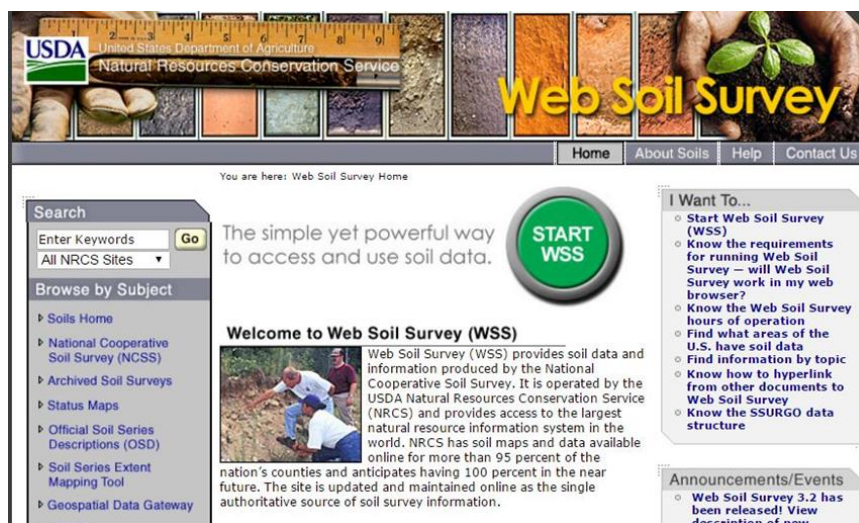 2 3 4 5 6 7 8 9
USDA
United States Department of Agriculture
Natural Resources Conservation Service
Web Soil Survey
Home
About Soils
Help
Contact Us
You are here: Web Soil Survey Home
Search
Enter Keywords
Go
All NRCS Sites
Browse by Subject
Soils Home
National Cooperative
Soil Survey (NCSS)
Archived Soil Surveys
Status Maps
Official Soil Series
Descriptions (OSD)
Soil Series Extent
Mapping Tool
Geospatial Data Gateway
The simple yet powerful way
to access and use soil data.
START
WSS
Welcome to Web Soil Survey (WSS)
Web Soil Survey (WSS) provides soil data and
information produced by the National
Cooperative Soil Survey. It is operated by the
USDA Natural Resources Conservation Service
(NRCS) and provides access to the largest
natural resource information system in the
world. NRCS has soil maps and data available
online for more than 95 percent of the
nation's counties and anticipates having 100 percent in the near
future. The site is updated and maintained online as the single
authoritative source of soil survey information.
I Want To...
Start Web Soil Survey
(WSS)
Know the requirements
for running Web Soil
Survey — will Web Soil
Survey work in my web
browser?
Know the Web Soil Survey
hours of operation
Find what areas of the
U.S. have soil data
Find information by topic
Know how to hyperlink
from other documents to
Web Soil Survey
Know the SSURGO data
structure
Announcements/Events
Web Soil Survey 3.2 has
been released! View
description of new